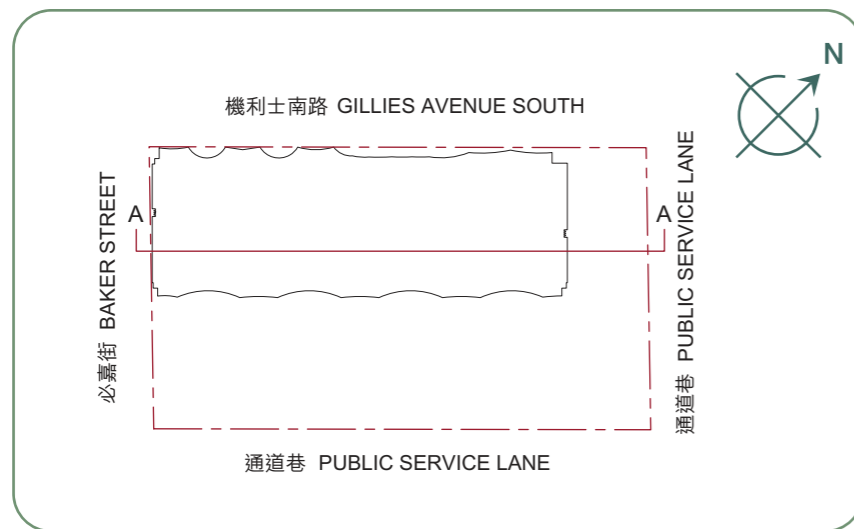 N
機利士南路 GILLIES AVENUE SOUTH
A
A
必嘉街 BAKER STREET
通道巷 PUBLIC SERVICE LANE
通道巷 PUBLIC SERVICE LANE